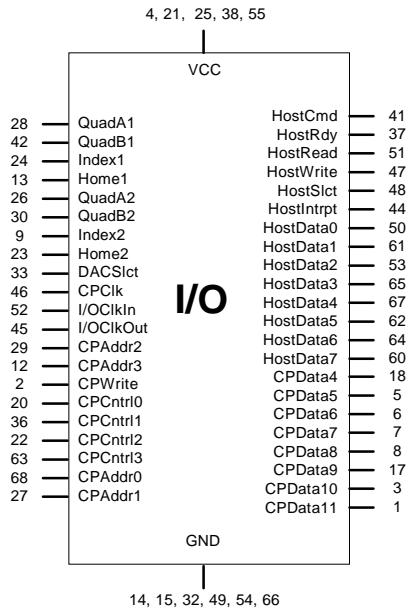 4, 21, 25, 38, 55
VCC
28 QuadA1
42 QuadB1
24 Index1
13 Home1
26 QuadA2
30 QuadB2
9 Index2
23 Home2
33 DACSlct
46 CPClk
52 I/OClkIn
45 I/OClkOut
29 CPAddr2
12 CPAddr3
2 CPWrite
20 CPCntrl0
36 CPCntrl1
22 CPCntrl2
63 CPCntrl3
68 CPAddr0
27 CPAddr1
I/O
HostCmd 41
HostRdy 37
HostRead 51
HostWrite 47
HostSlct 48
HostIntrpt 44
HostData0 50
HostData1 61
HostData2 53
HostData3 65
HostData4 67
HostData5 62
HostData6 64
HostData7 60
CPData4 18
CPData5 5
CPData6 6
CPData7 7
CPData8 8
CPData9 17
CPData10 3
CPData11 1
GND
14, 15, 32, 49, 54, 66